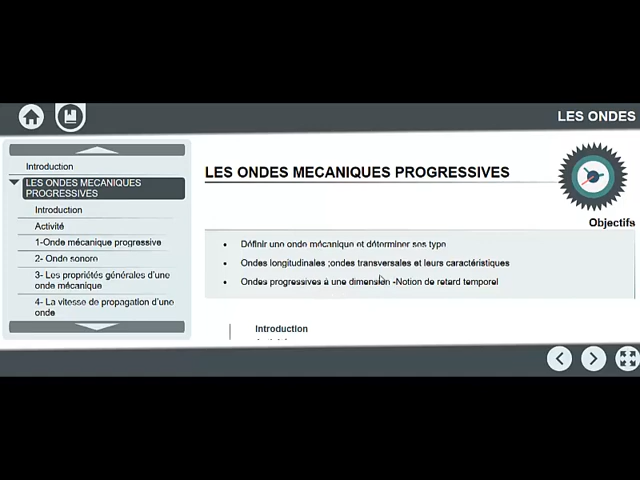 LES ONDES
Introduction
LES ONDES MECANIQUES
PROGRESSIVES
Introduction
Activité
1-Onde mécanique progressive
2- Onde sonore
3- Les propriétés générales d'une
onde mécanique
4- La vitesse de propagation d'une
onde
LES ONDES MECANIQUES PROGRESSIVES
Objectifs
• Définir une onde mécanique et déterminer ses type
• Ondes longitudinales ;ondes transversales et leurs caractéristiques
• Ondes progressives à une dimension -Notion de retard temporel
Introduction